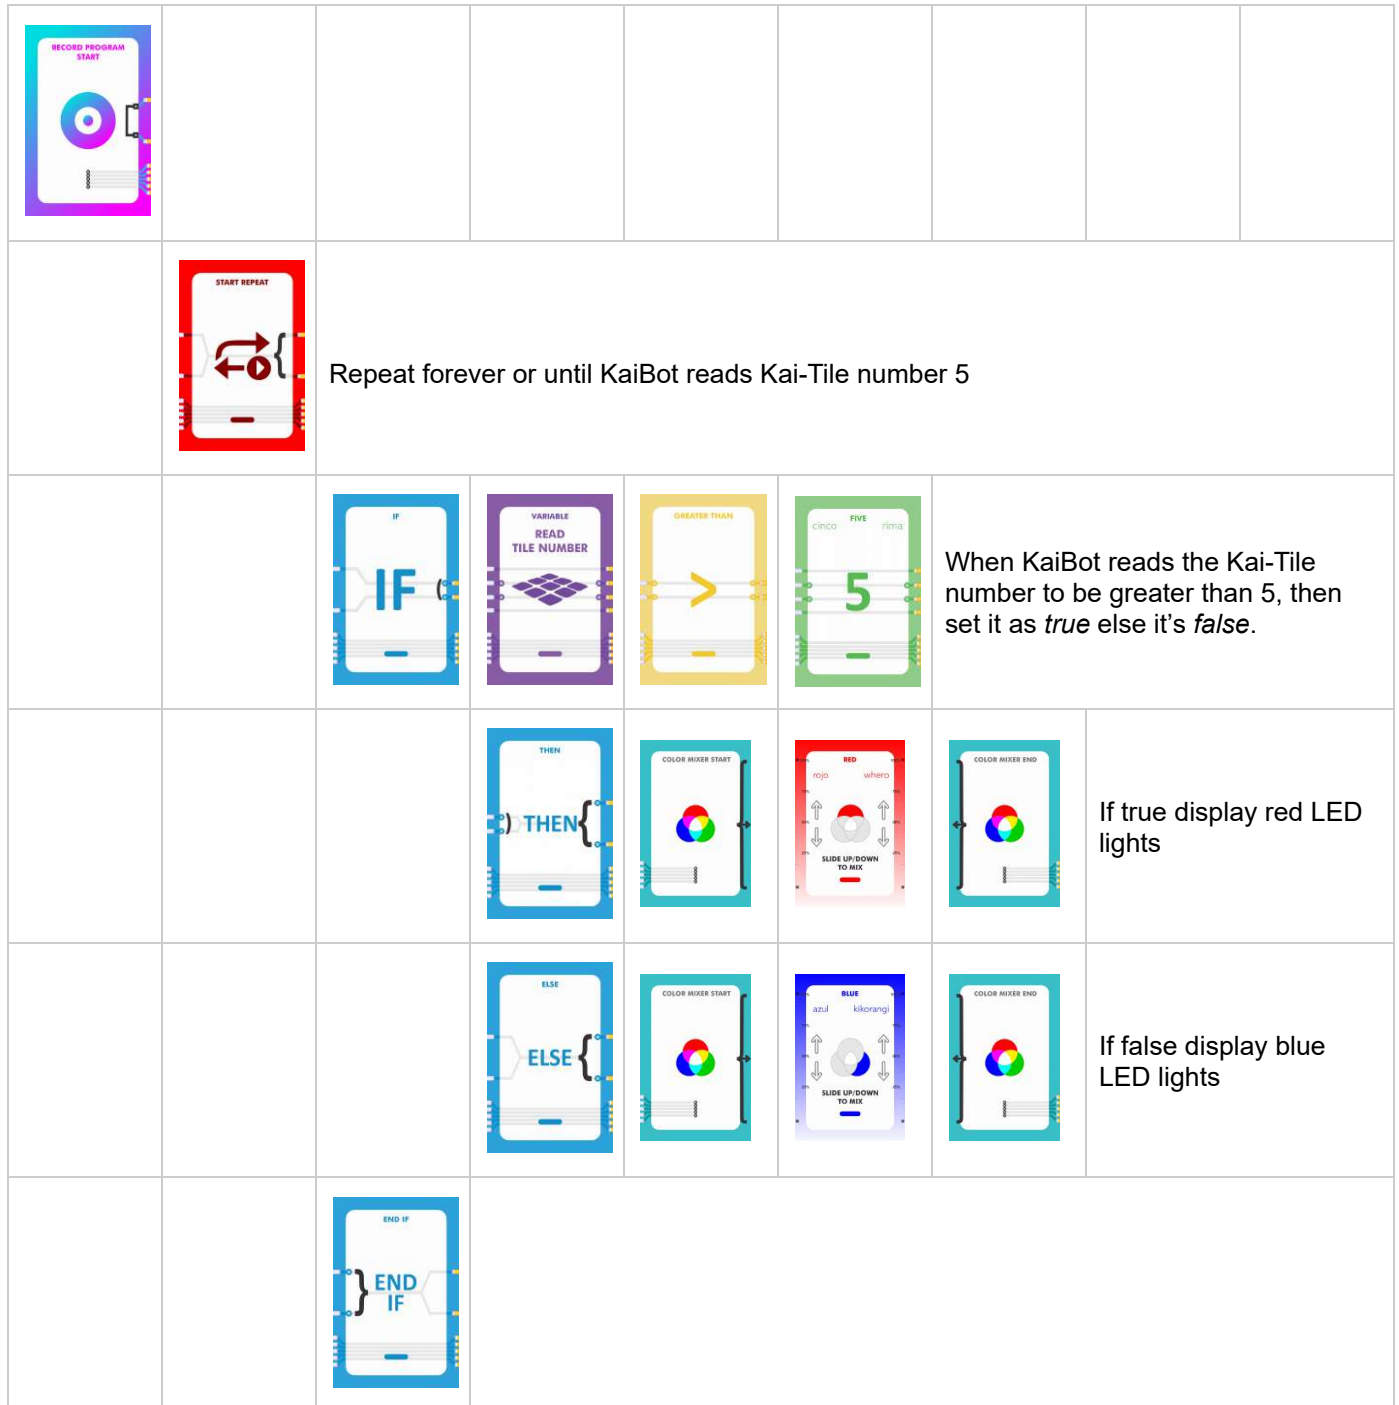 RECORD PROGRAM
START
START REPEAT
Repeat forever or until KaiBot reads Kai-Tile number 5
IF
IF (
VARIABLE
READ
TILE NUMBER
GREATER THAN
>
FIVE
cinco rima
5
When KaiBot reads the Kai-Tile
number to be greater than 5, then
set it as true else it's false.
THEN
) THEN {
COLOR MIXER START
RED
rojo whero
SLIDE UP/DOWN
TO MIX
COLOR MIXER END
If true display red LED
lights
ELSE
ELSE {
COLOR MIXER START
BLUE
azul kikorangi
SLIDE UP/DOWN
TO MIX
COLOR MIXER END
If false display blue
LED lights
END IF
} END
IF